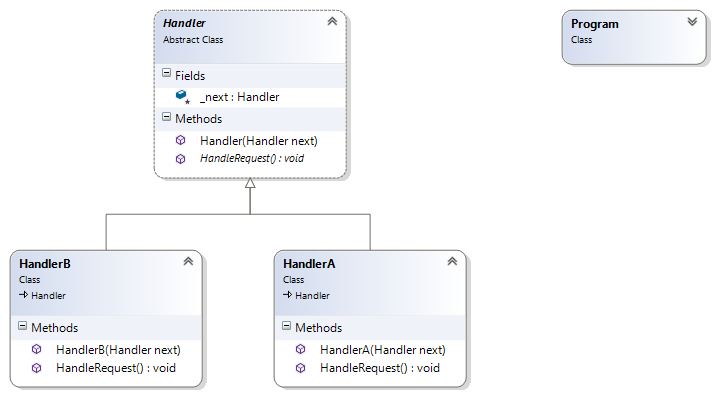 Handler
Abstract Class
Fields
_next : Handler
Methods
Handler(Handler next)
HandleRequest() : void
Program
Class
HandlerB
Class
Handler
Methods
HandlerB(Handler next)
HandleRequest() : void
HandlerA
Class
Handler
Methods
HandlerA(Handler next)
HandleRequest() : void